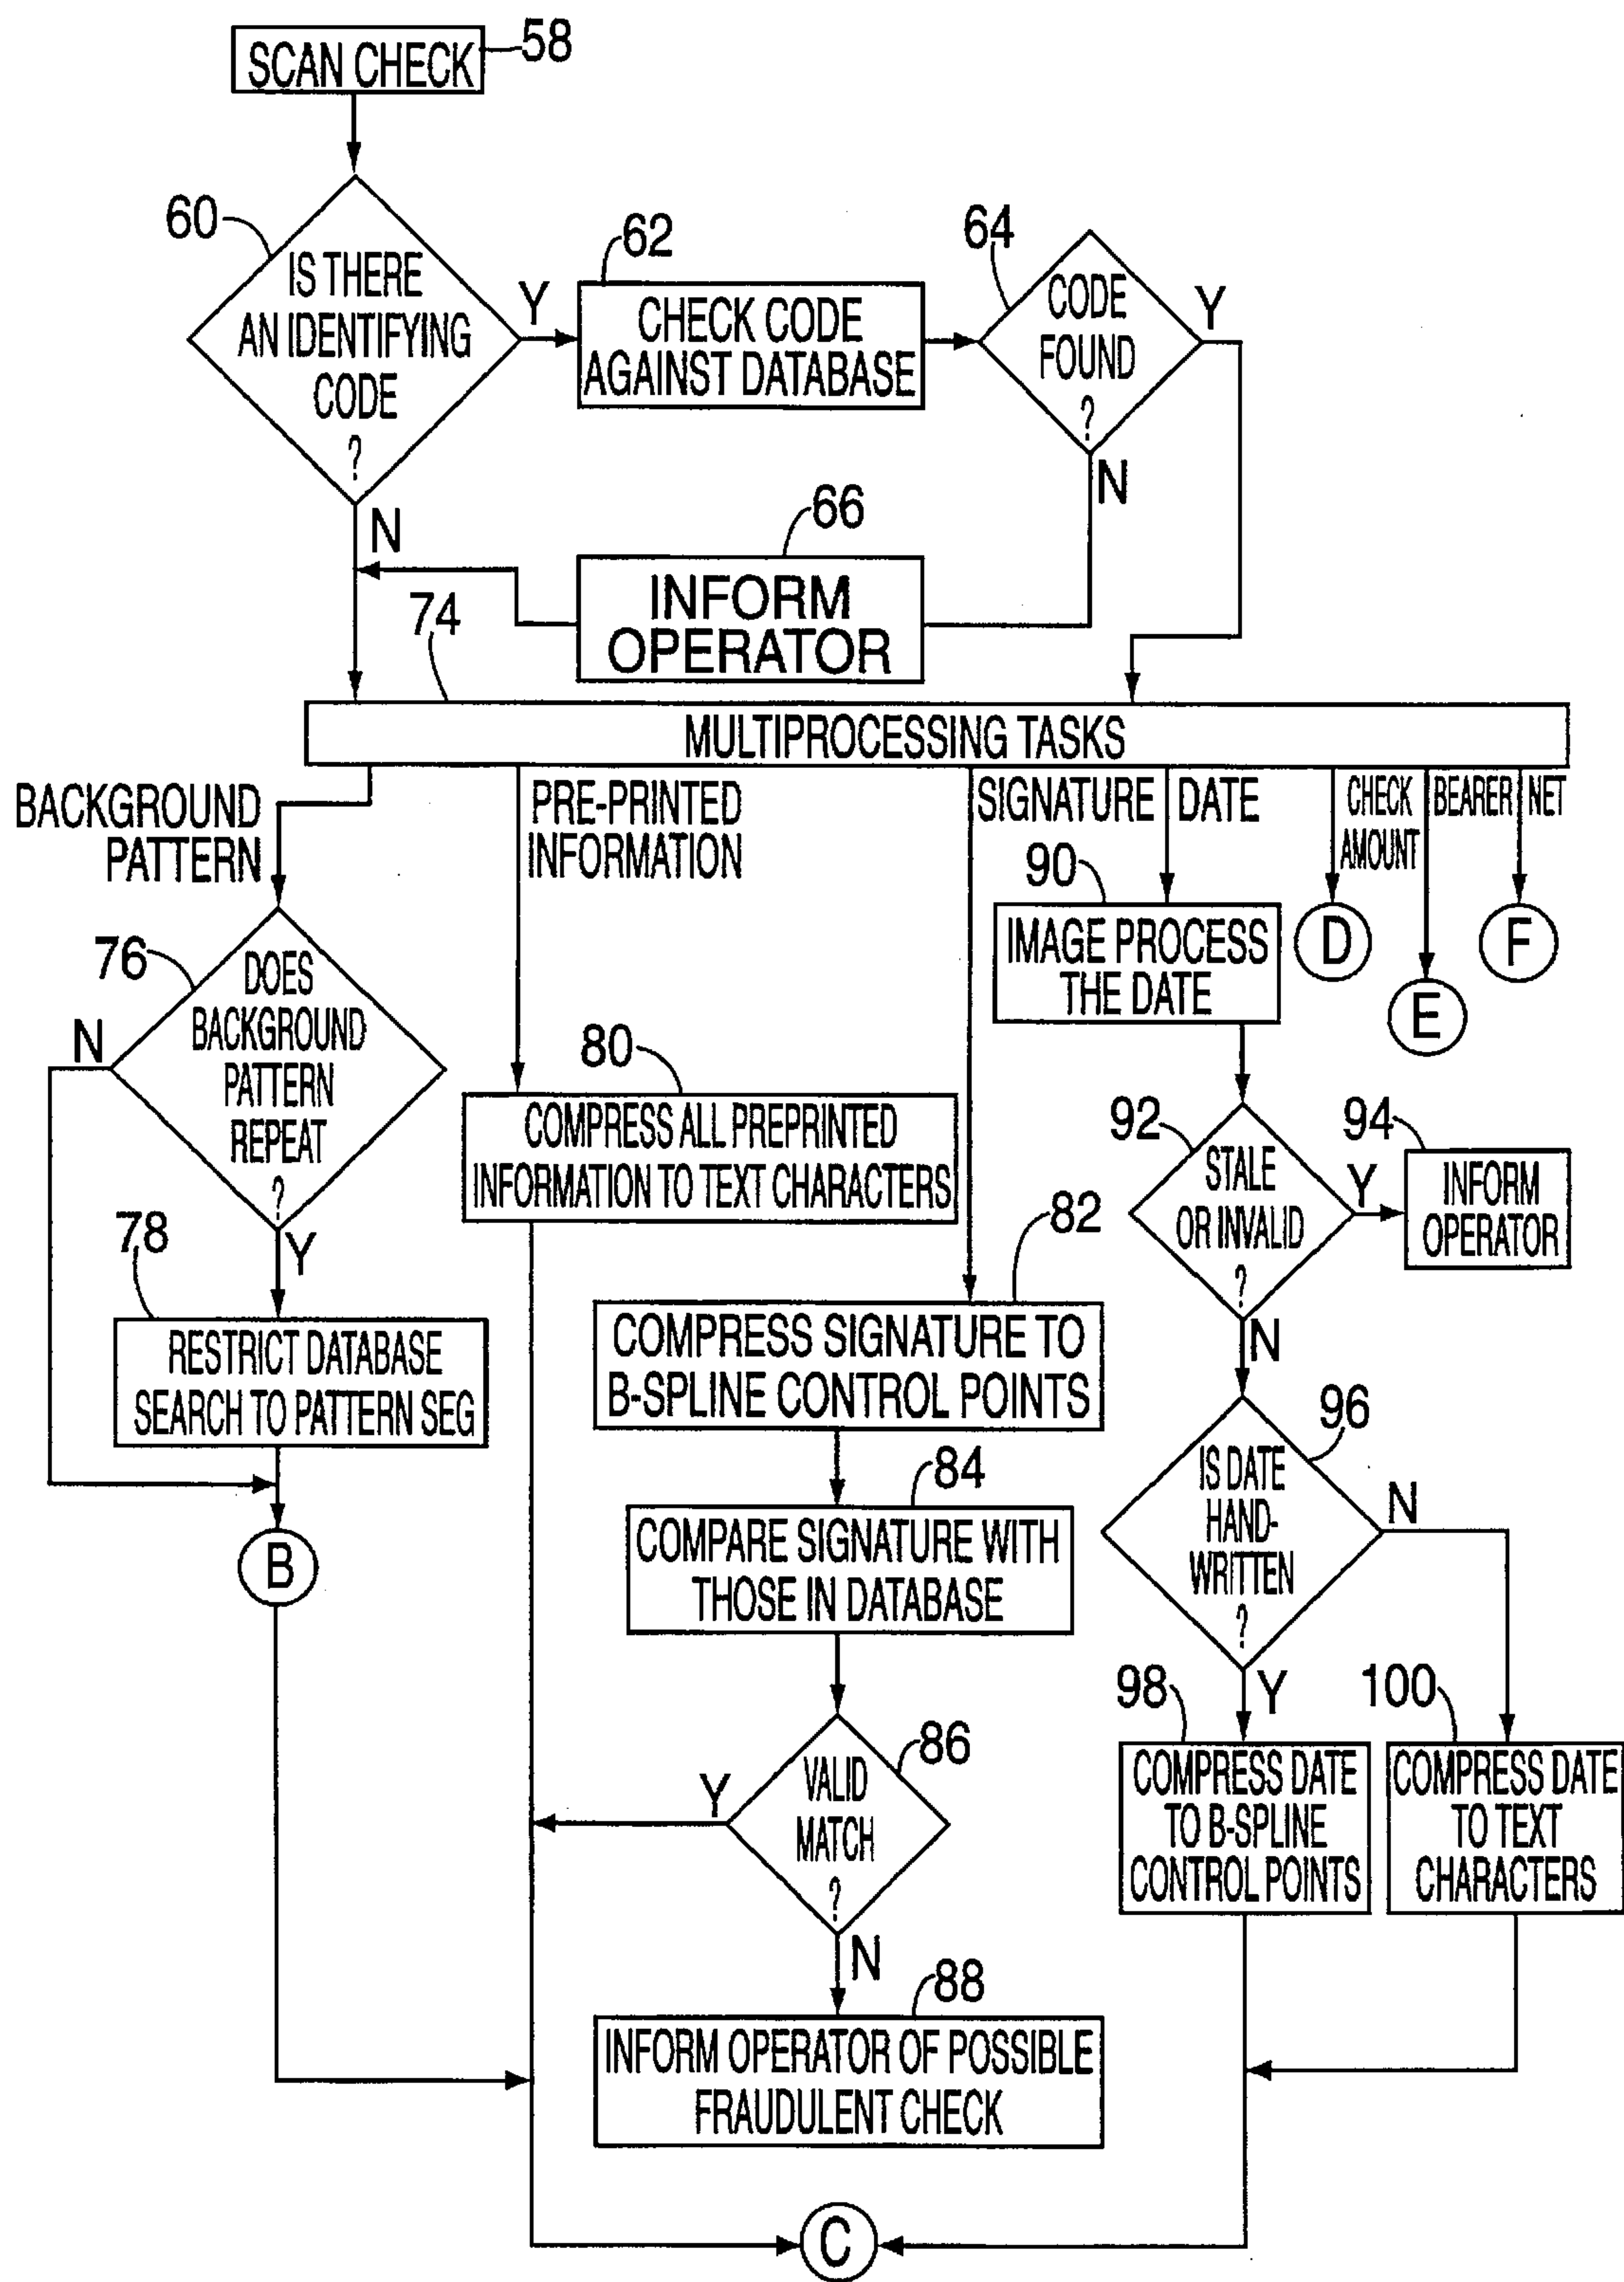 SCAN CHECK
58
60
IS THERE
AN IDENTIFYING
CODE
?
Y
62
CHECK CODE
AGAINST DATABASE
64
CODE
FOUND
?
Y
N
N
66
INFORM
OPERATOR
74
MULTIPROCESSING TASKS
BACKGROUND
PATTERN
PRE-PRINTED
INFORMATION
SIGNATURE
DATE
CHECK
AMOUNT
BEARER
NET
76
DOES
BACKGROUND
PATTERN
REPEAT
?
N
Y
78
RESTRICT DATABASE
SEARCH TO PATTERN SEG
B
80
COMPRESS ALL PREPRINTED
INFORMATION TO TEXT CHARACTERS
82
COMPRESS SIGNATURE TO
B-SPLINE CONTROL POINTS
84
COMPARE SIGNATURE WITH
THOSE IN DATABASE
86
VALID
MATCH
?
Y
N
88
INFORM OPERATOR OF POSSIBLE
FRAUDULENT CHECK
90
IMAGE PROCESS
THE DATE
D
E
F
92
STALE
OR INVALID
?
Y
94
INFORM
OPERATOR
N
96
IS DATE
HAND-
WRITTEN
?
N
Y
98
COMPRESS DATE
TO B-SPLINE
CONTROL POINTS
100
COMPRESS DATE
TO TEXT
CHARACTERS
C